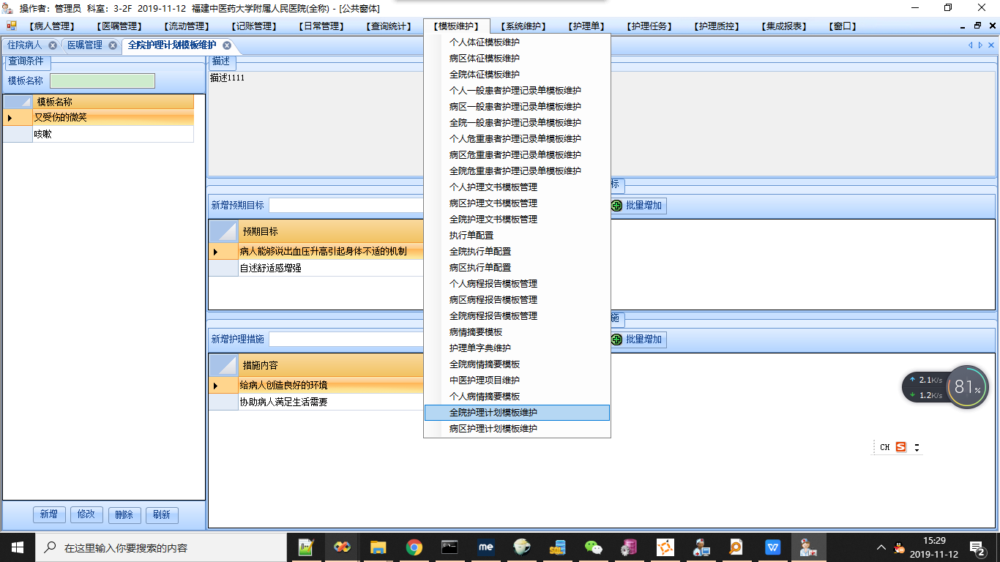 操作者：管理员 科室：3-2F 2019-11-12 福建中医药大学附属人民医院(全称) - [公共窗体]
【病人管理】 【医嘱管理】 【流动管理】 【记账管理】 【日常管理】 【查询统计】 【模板维护】 【系统维护】 【护理单】 【护理任务】 【护理质控】 【集成报表】 【窗口】
住院病人 医嘱管理 全院护理计划模板维护
查询条件
模板名称
模板名称
又受伤的微笑
咳嗽
新增 修改 删除 刷新
描述
描述1111
标
新增预期目标
批量增加
预期目标
病人能够说出血压升高引起身体不适的机制
自述舒适感增强
施
新增护理措施
批量增加
措施内容
给病人创造良好的环境
协助病人满足生活需要
个人体征模板维护
病区体征模板维护
全院体征模板维护
个人一般患者护理记录单模板维护
病区一般患者护理记录单模板维护
全院一般患者护理记录单模板维护
个人危重患者护理记录单模板维护
病区危重患者护理记录单模板维护
全院危重患者护理记录单模板维护
个人护理文书模板管理
病区护理文书模板管理
全院护理文书模板管理
执行单配置
全院执行单配置
病区执行单配置
个人病程报告模板管理
病区病程报告模板管理
全院病程报告模板管理
病情摘要模板
护理单字典维护
全院病情摘要模板
中医护理项目维护
个人病情摘要模板
全院护理计划模板维护
病区护理计划模板维护
2.1K/s
1.2K/s
81%
CH S
在这里输入你要搜索的内容
me
SQL
W
15:29
2019-11-12
2